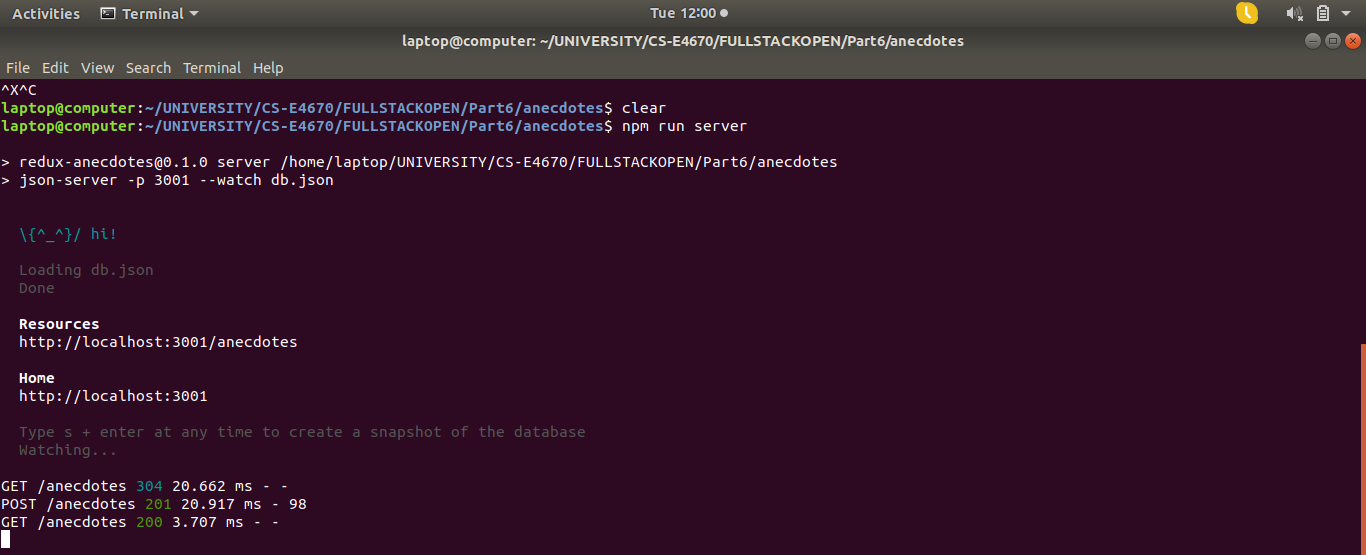 Activities Terminal Tue 12:00
laptop@computer: ~/UNIVERSITY/CS-E4670/FULLSTACKOPEN/Part6/anecdotes
File Edit View Search Terminal Help
^X^C
laptop@computer:~/UNIVERSITY/CS-E4670/FULLSTACKOPEN/Part6/anecdotes$ clear
laptop@computer:~/UNIVERSITY/CS-E4670/FULLSTACKOPEN/Part6/anecdotes$ npm run server
> redux-anecdotes@0.1.0 server /home/laptop/UNIVERSITY/CS-E4670/FULLSTACKOPEN/Part6/anecdotes
> json-server -p 3001 --watch db.json
\{^_^}/ hi!
Loading db.json
Done
Resources
http://localhost:3001/anecdotes
Home
http://localhost:3001
Type s + enter at any time to create a snapshot of the database
Watching...
GET /anecdotes 304 20.662 ms - -
POST /anecdotes 201 20.917 ms - 98
GET /anecdotes 200 3.707 ms - -